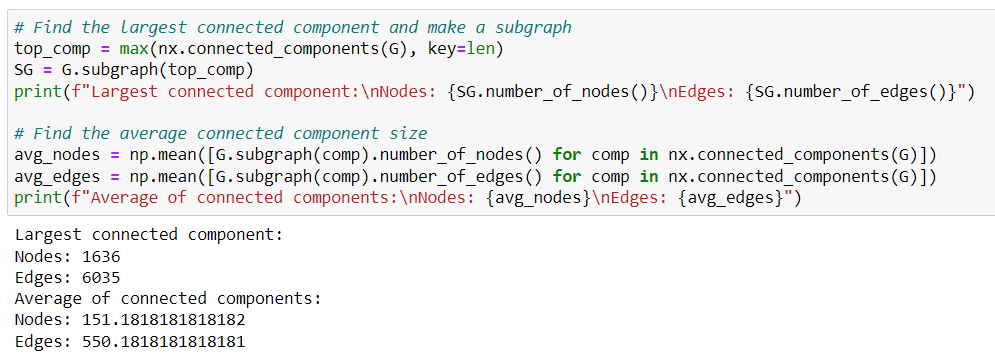 # Find the largest connected component and make a subgraph
top_comp = max(nx.connected_components(G), key=len)
SG = G.subgraph(top_comp)
print(f"Largest connected component:\nNodes: {SG.number_of_nodes()}\nEdges: {SG.number_of_edges()}")
# Find the average connected component size
avg_nodes = np.mean([G.subgraph(comp).number_of_nodes() for comp in nx.connected_components(G)])
avg_edges = np.mean([G.subgraph(comp).number_of_edges() for comp in nx.connected_components(G)])
print(f"Average of connected components:\nNodes: {avg_nodes}\nEdges: {avg_edges}")
Largest connected component:
Nodes: 1636
Edges: 6035
Average of connected components:
Nodes: 151.1818181818182
Edges: 550.1818181818181